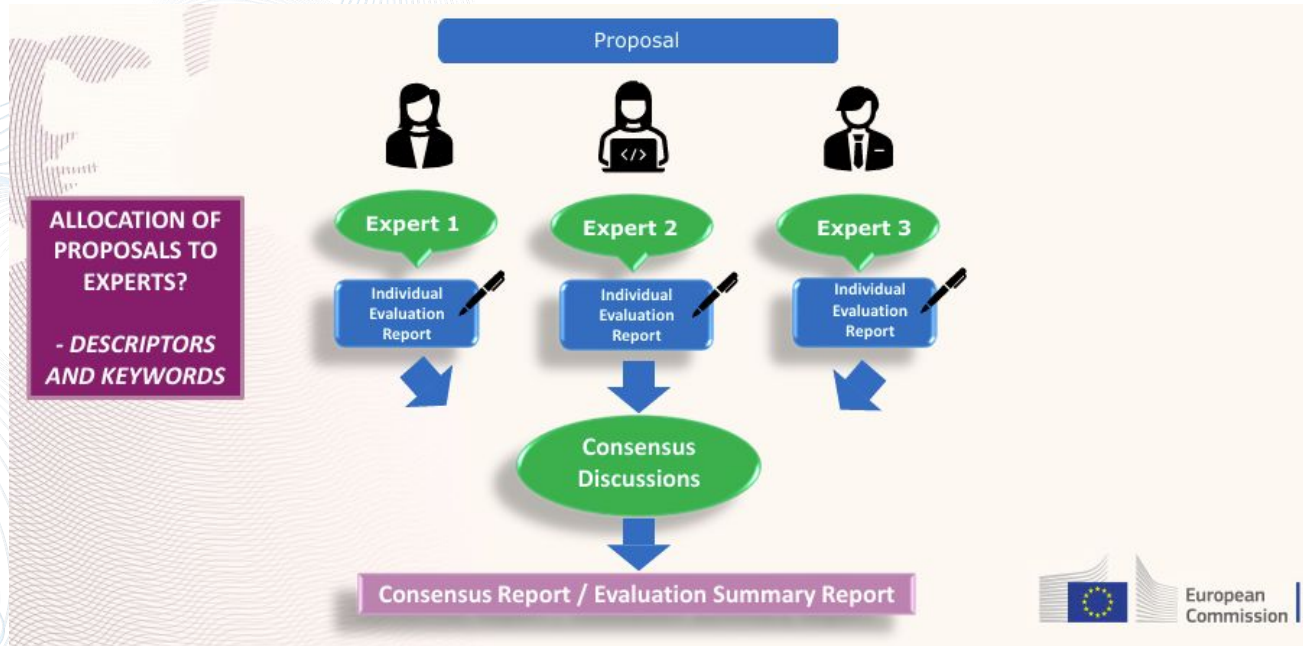 Proposal
</>
ALLOCATION OF
PROPOSALS TO
EXPERTS?
- DESCRIPTORS
AND KEYWORDS
Expert 1
Expert 2
Expert 3
Individual
Evaluation
Report
Individual
Evaluation
Report
Individual
Evaluation
Report
Consensus
Discussions
Consensus Report / Evaluation Summary Report
European
Commission